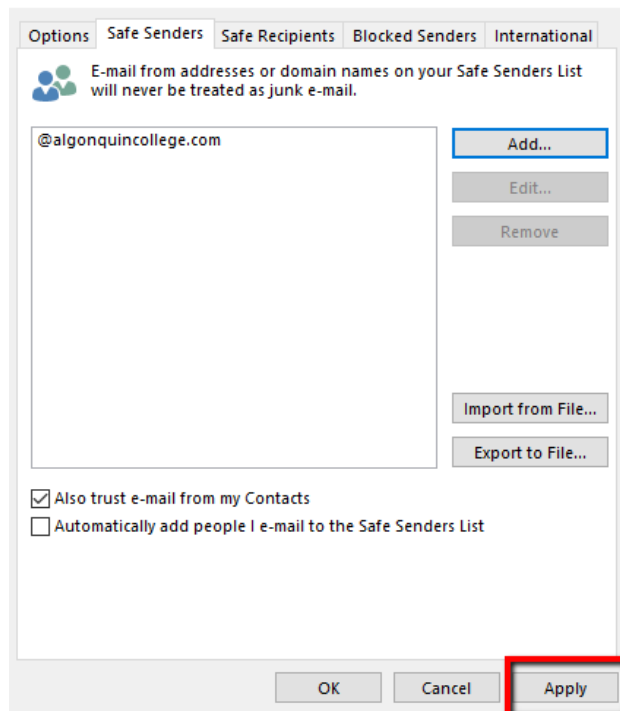 Options Safe Senders Safe Recipients Blocked Senders International
E-mail from addresses or domain names on your Safe Senders List
will never be treated as junk e-mail.
@algonquincollege.com
Add...
Edit...
Remove
Import from File...
Export to File...
Also trust e-mail from my Contacts
Automatically add people I e-mail to the Safe Senders List
OK Cancel Apply